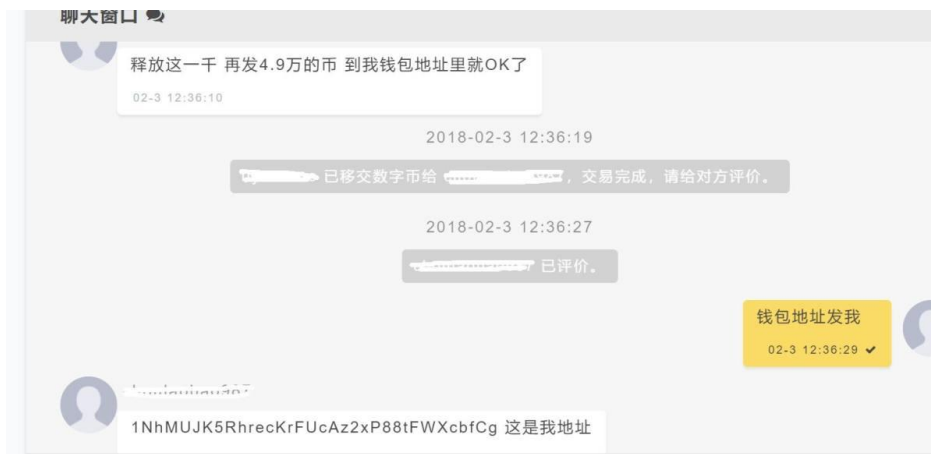 聊天窗口
释放这一千 再发4.9万的币 到我钱包地址里就OK了
02-3 12:36:10
2018-02-3 12:36:19
已移交数字币给 ，交易完成，请给对方评价。
2018-02-3 12:36:27
已评价。
钱包地址发我
02-3 12:36:29
1NhMUJK5RhrecKrFUcAz2xP88tFWXcbfCg 这是我地址